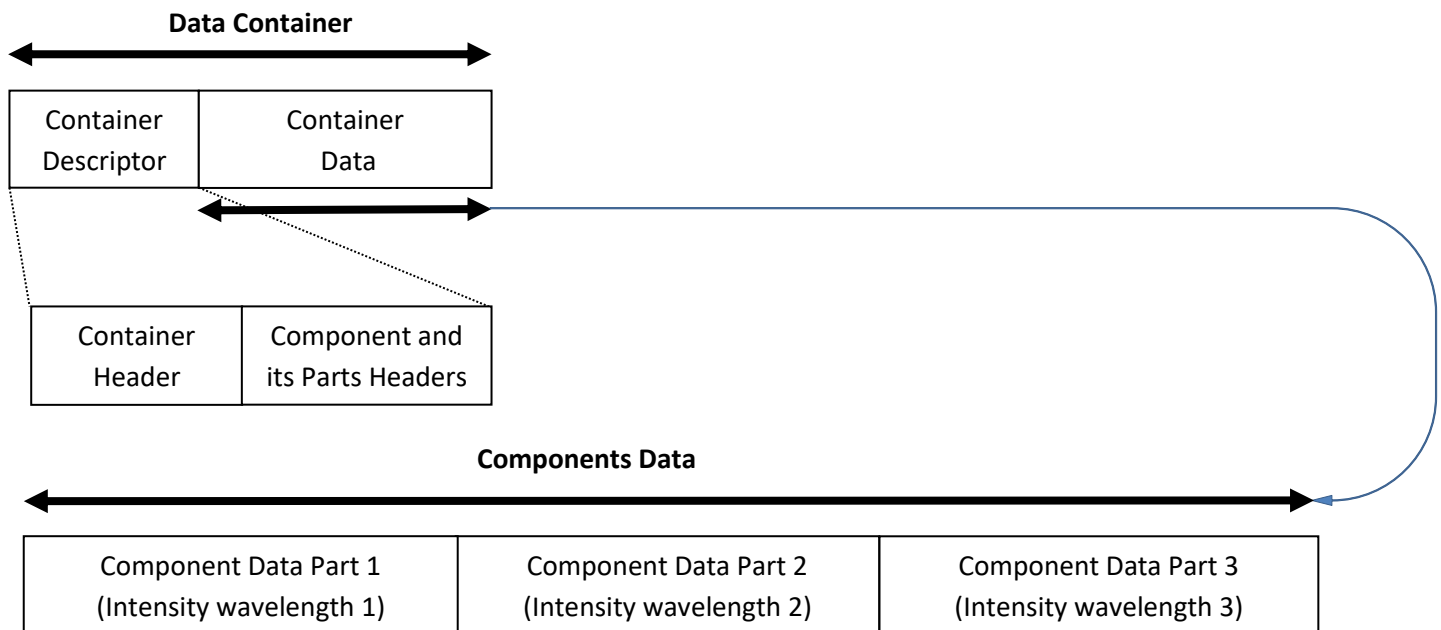 Data Container
Container
Descriptor
Container
Data
Container
Header
Component and
its Parts Headers
Components Data
Component Data Part 1
(Intensity wavelength 1)
Component Data Part 2
(Intensity wavelength 2)
Component Data Part 3
(Intensity wavelength 3)